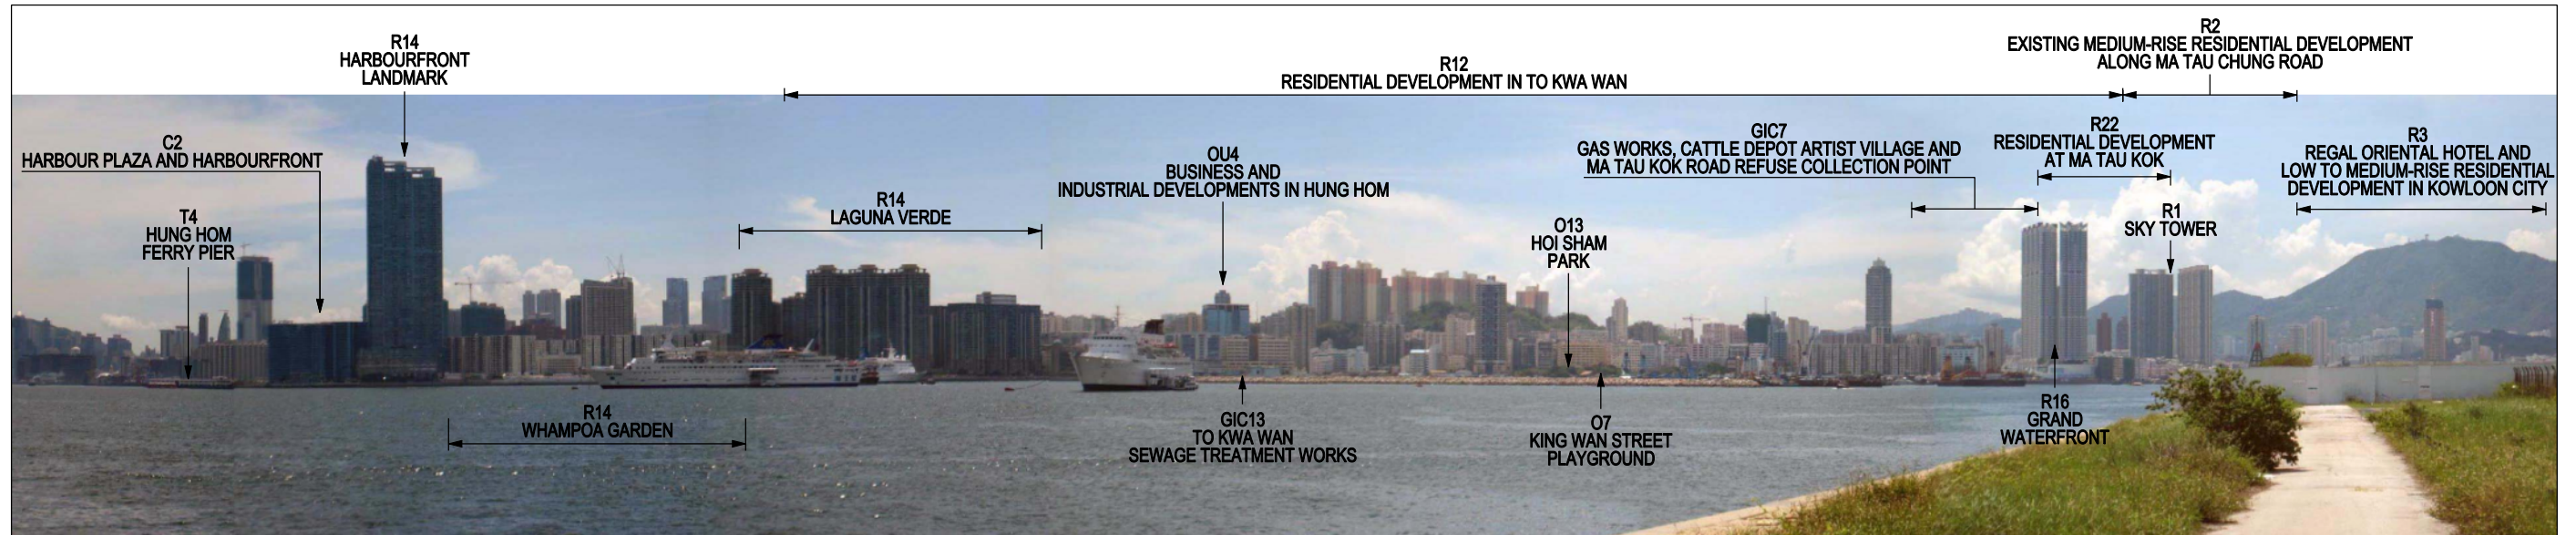 R14
HARBOURFRONT
LANDMARK
C2
HARBOUR PLAZA AND HARBOURFRONT
T4
HUNG HOM
FERRY PIER
R14
WHAMPOA GARDEN
R14
LAGUNA VERDE
R12
RESIDENTIAL DEVELOPMENT IN TO KWA WAN
OU4
BUSINESS AND
INDUSTRIAL DEVELOPMENTS IN HUNG HOM
GIC13
TO KWA WAN
SEWAGE TREATMENT WORKS
O13
HOI SHAM
PARK
O7
KING WAN STREET
PLAYGROUND
GIC7
GAS WORKS, CATTLE DEPOT ARTIST VILLAGE AND
MA TAU KOK ROAD REFUSE COLLECTION POINT
R2
EXISTING MEDIUM-RISE RESIDENTIAL DEVELOPMENT
ALONG MA TAU CHUNG ROAD
R22
RESIDENTIAL DEVELOPMENT
AT MA TAU KOK
R1
SKY TOWER
R16
GRAND
WATERFRONT
R3
REGAL ORIENTAL HOTEL AND
LOW TO MEDIUM-RISE RESIDENTIAL
DEVELOPMENT IN KOWLOON CITY